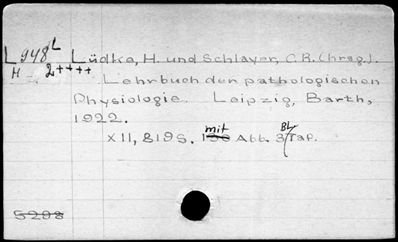 L 948 L Lüdke, H. und Schlayer, C.R. (hrsg.).
H - 2++++ Lehrbuch der pathologischen
Physiologie. Leipzig, Barth,
1922.
XII, 819 S. mit Abb. 3 Bl. Taf.
5298